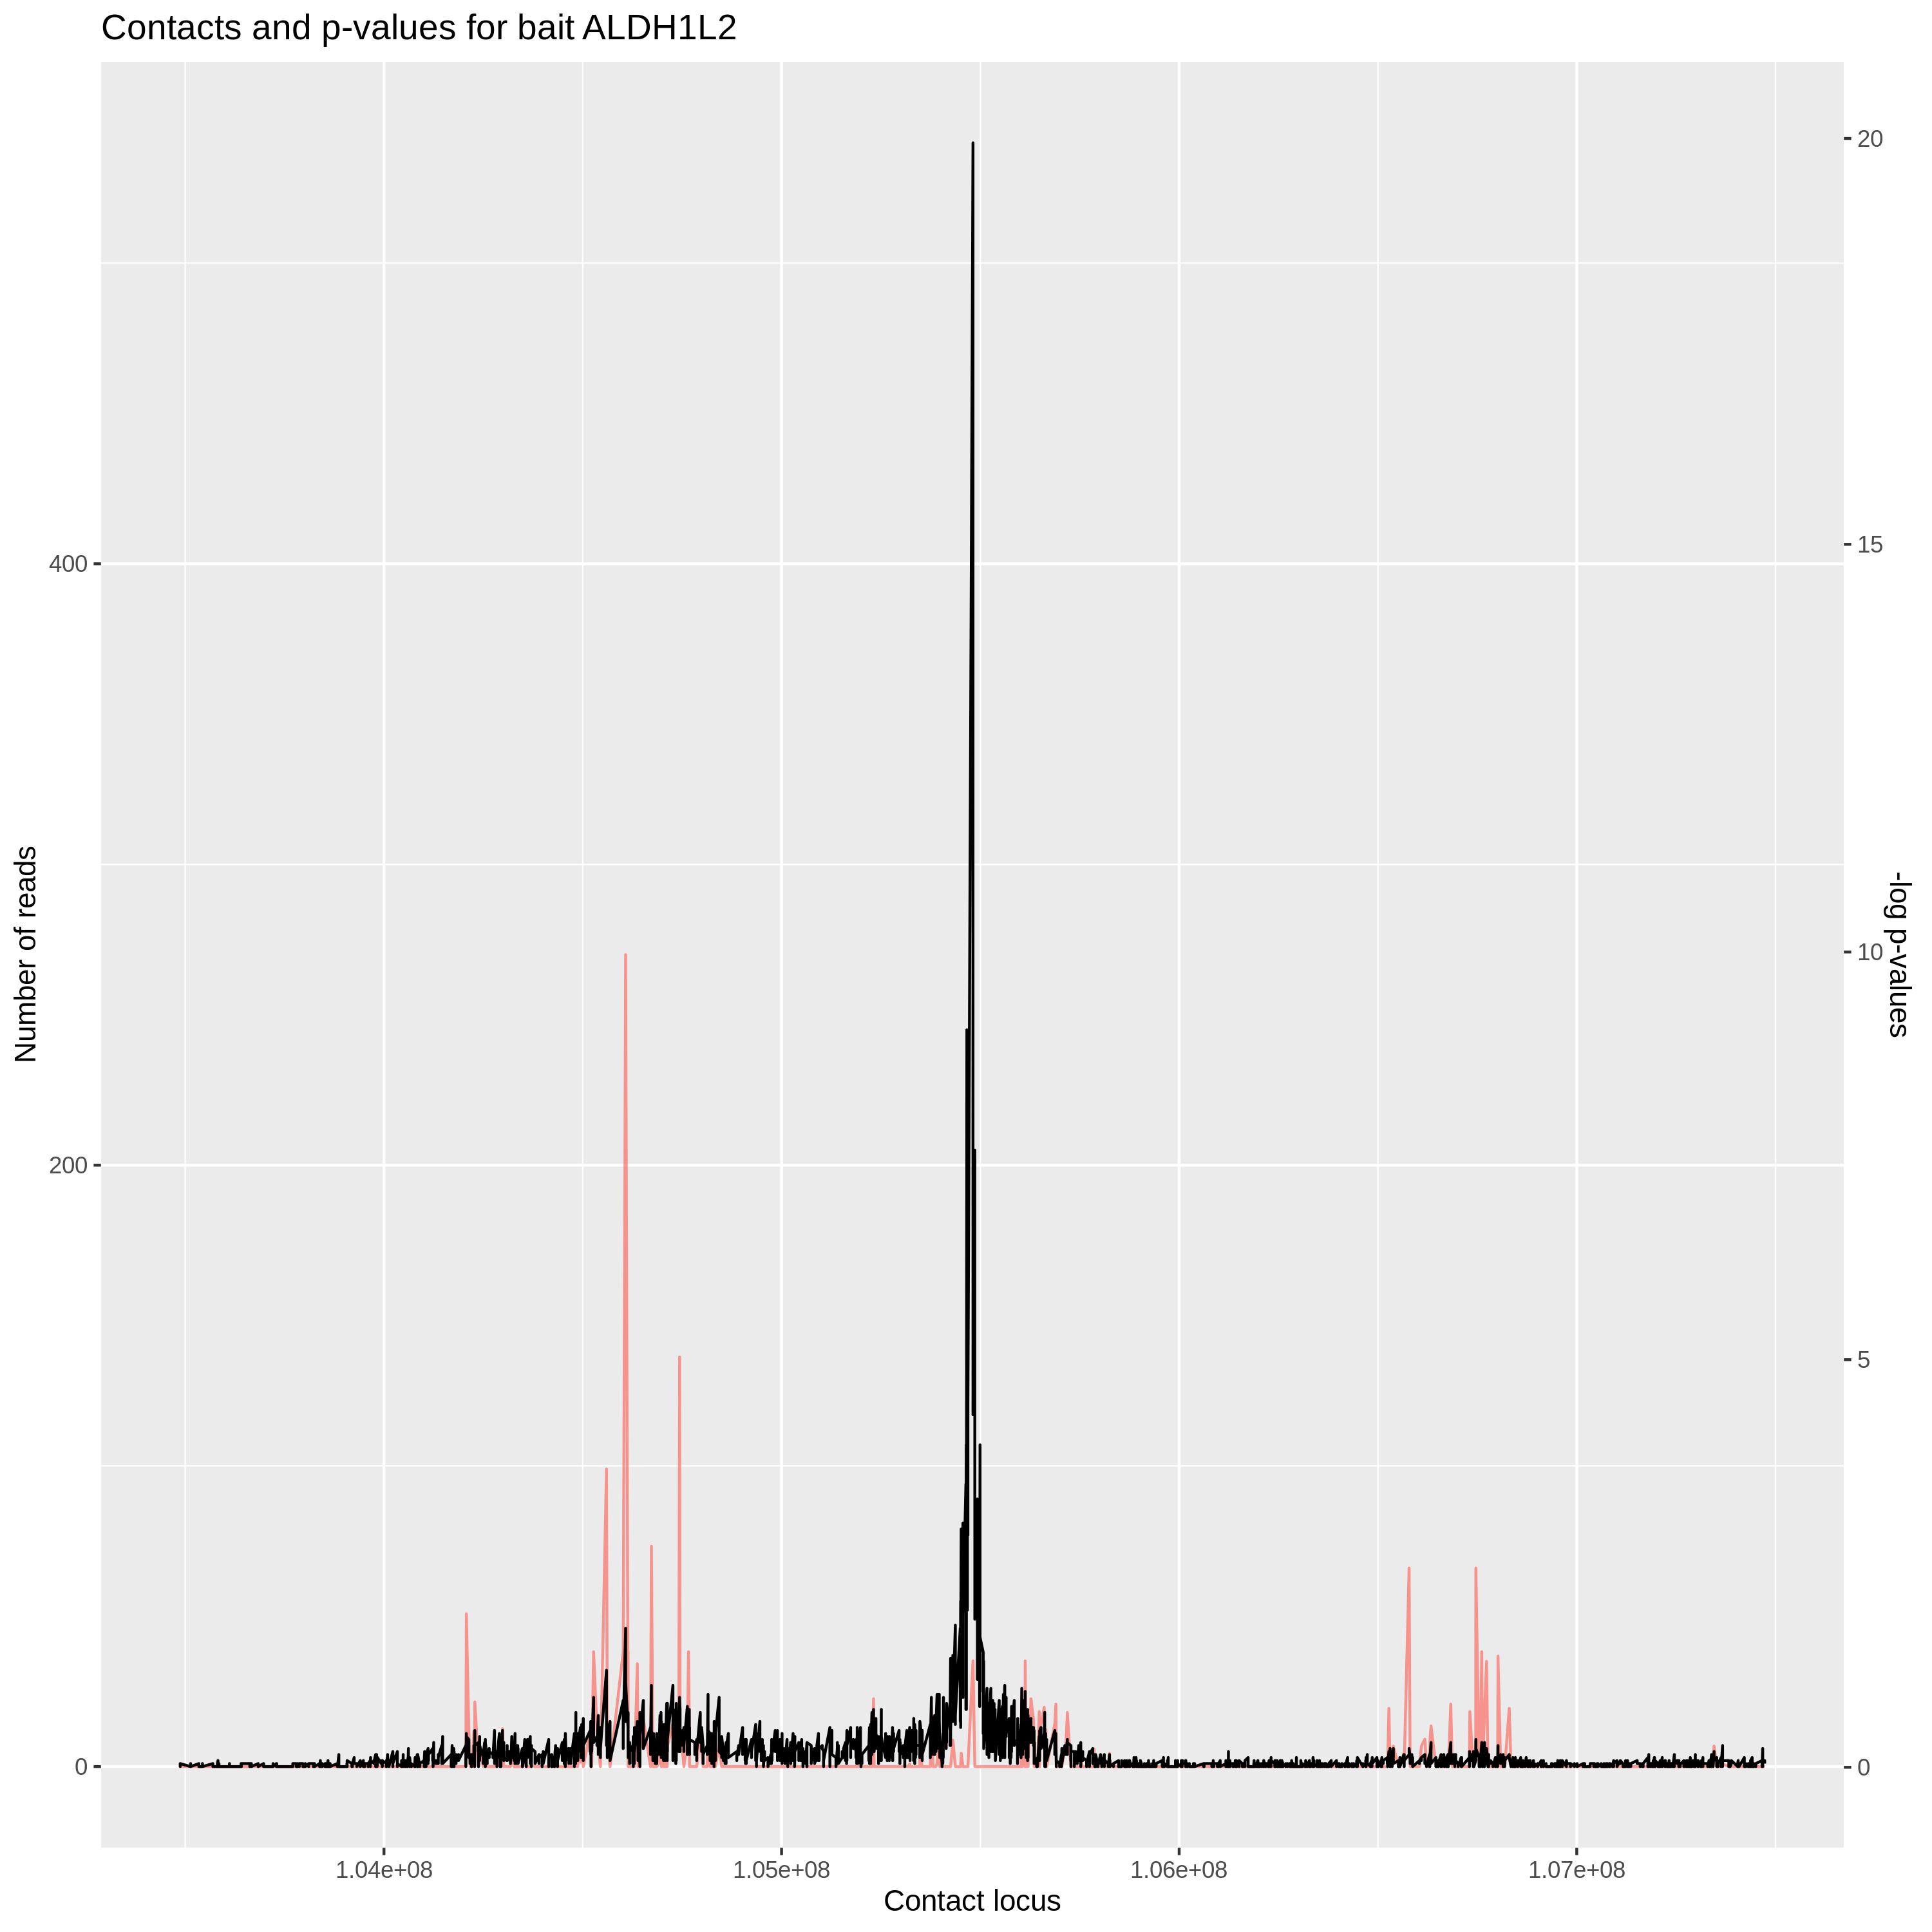 Contacts and p-values for bait ALDH1L2
Number of reads
400
200
0
20
15
10
5
0
-log p-values
1.04e+08
1.05e+08
1.06e+08
1.07e+08
Contact locus